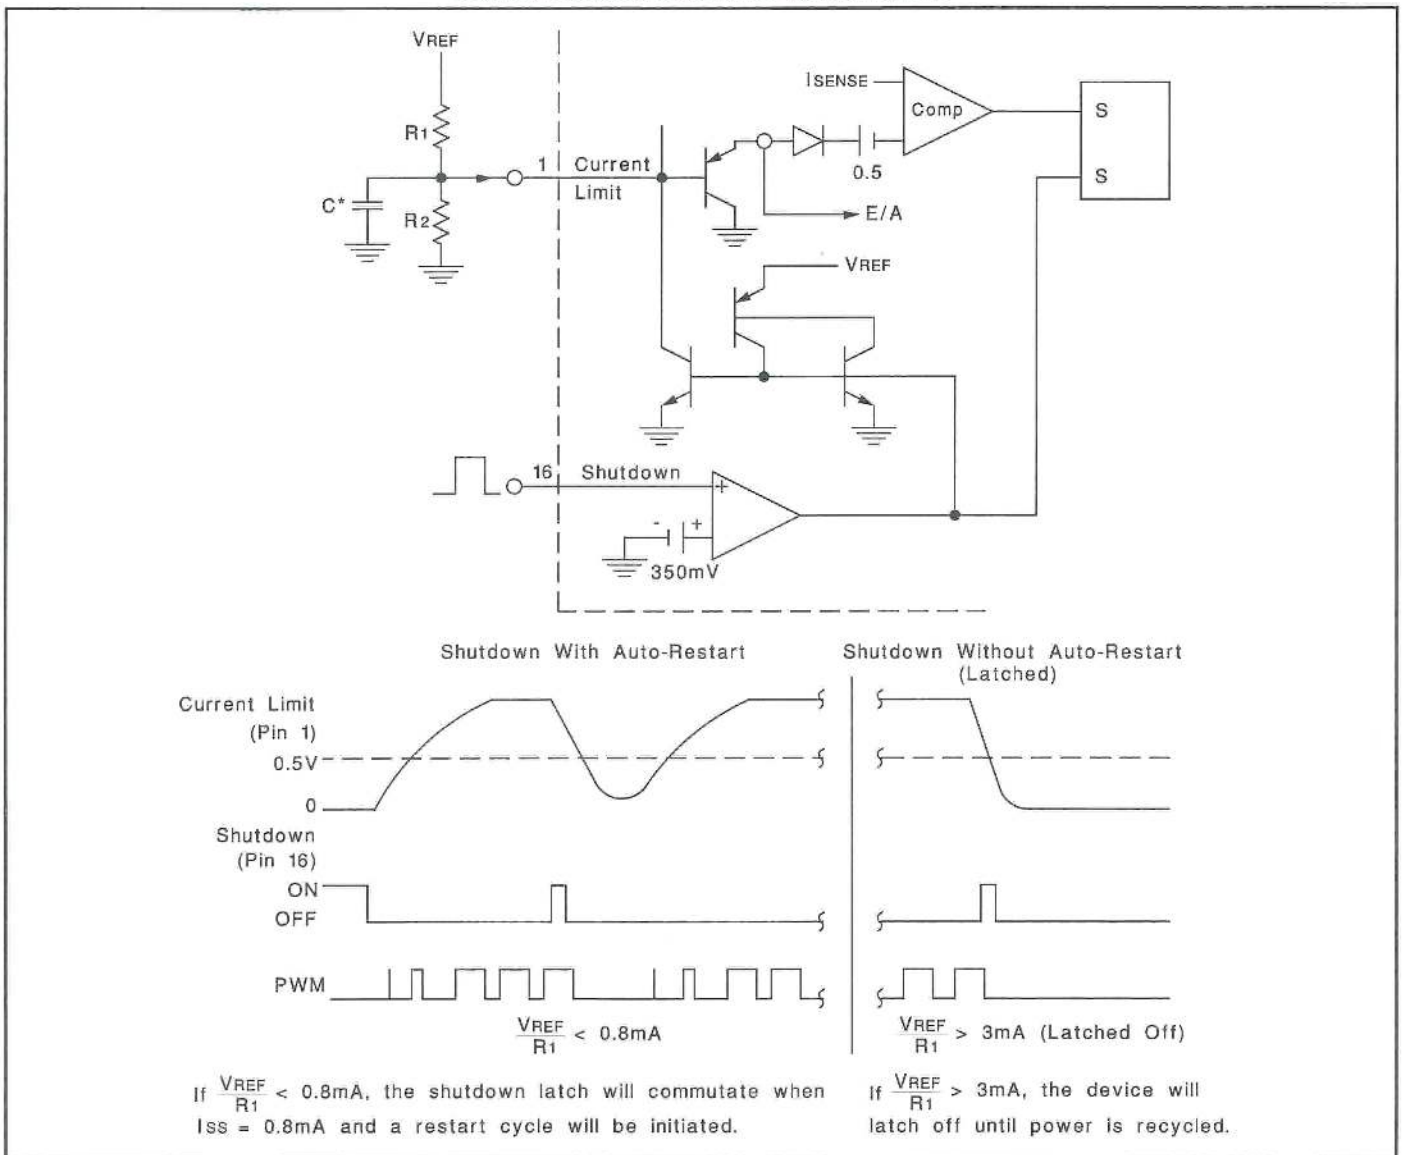 VREF
R1
C*
R2
1 Current
Limit
ISENSE
Comp
0.5
E/A
S
S
VREF
16 Shutdown
+
- +
350mV
Shutdown With Auto-Restart
Shutdown Without Auto-Restart
(Latched)
Current Limit
(Pin 1)
0.5V
0
Shutdown
(Pin 16)
ON
OFF
PWM
VREF
R1 < 0.8mA
VREF
R1 > 3mA (Latched Off)
If VREF
R1 < 0.8mA, the shutdown latch will commutate when
ISS = 0.8mA and a restart cycle will be initiated.
If VREF
R1 > 3mA, the device will
latch off until power is recycled.